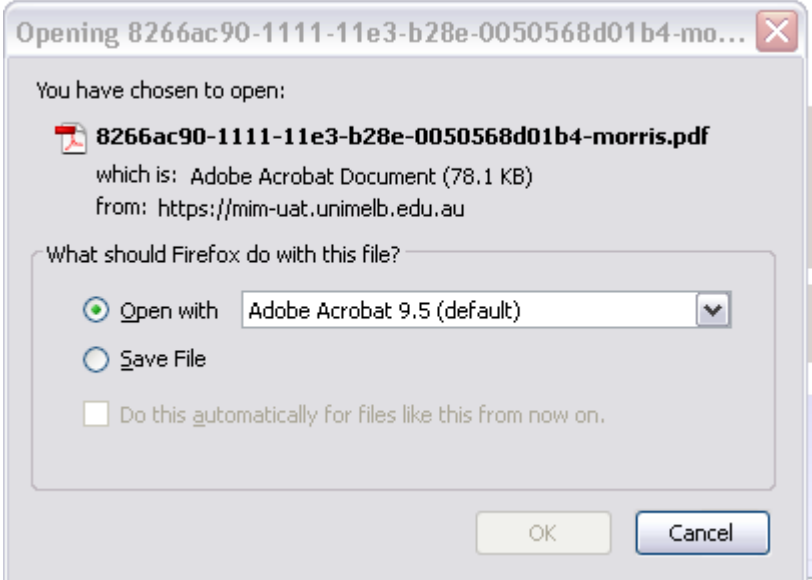 Opening 8266ac90-1111-11e3-b28e-0050568d01b4-mo...
You have chosen to open:
8266ac90-1111-11e3-b28e-0050568d01b4-morris.pdf
which is: Adobe Acrobat Document (78.1 KB)
from: https://mim-uat.unimelb.edu.au
What should Firefox do with this file?
Open with Adobe Acrobat 9.5 (default)
Save File
Do this automatically for files like this from now on.
OK Cancel